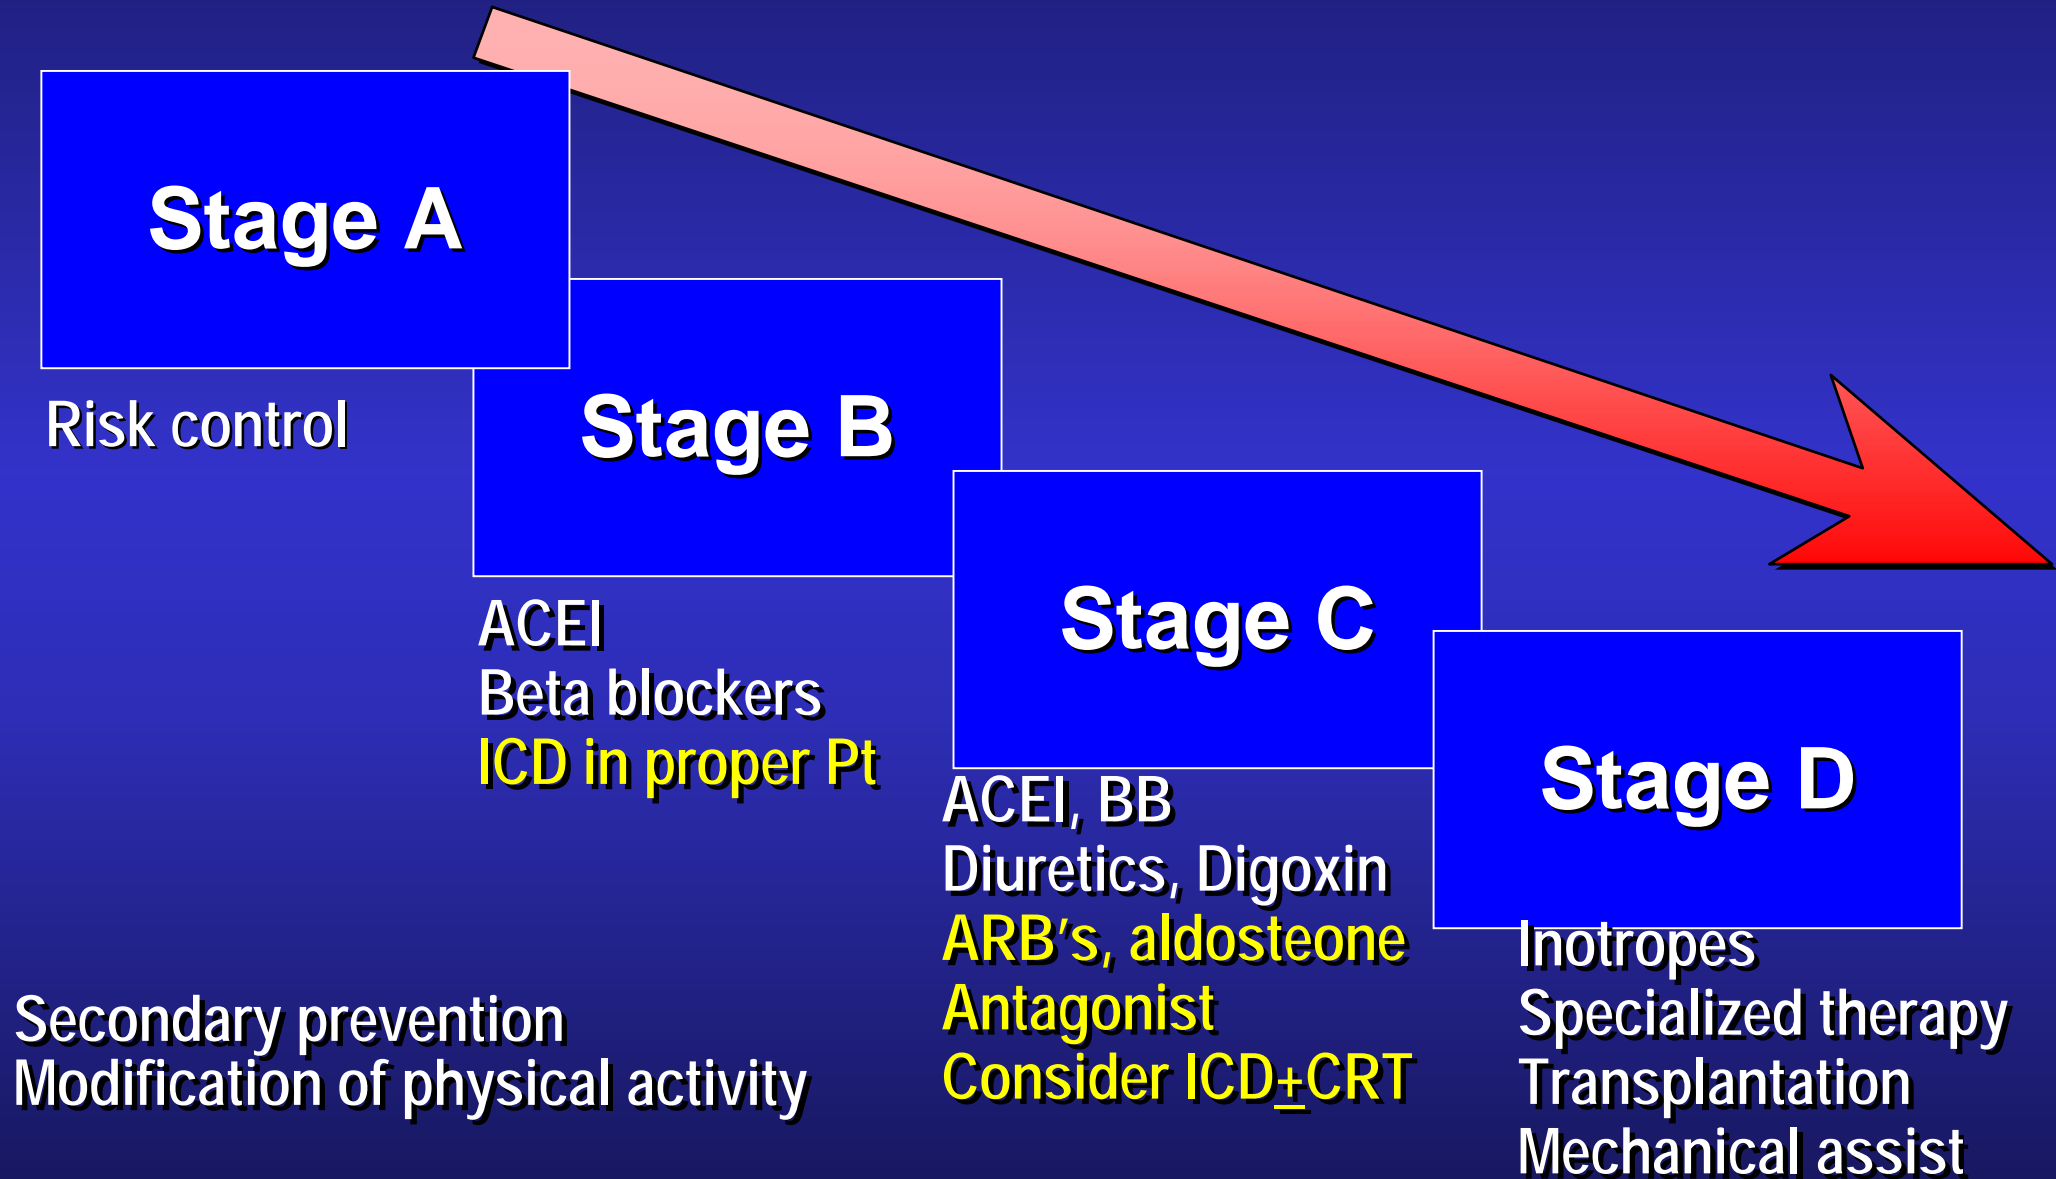 Stage A
Risk control
Stage B
ACEI
Beta blockers
ICD in proper Pt
Stage C
ACEI, BB
Diuretics, Digoxin
ARB’s, aldosteone
Antagonist
Consider ICD±CRT
Stage D
Inotropes
Specialized therapy
Transplantation
Mechanical assist
Secondary prevention
Modification of physical activity